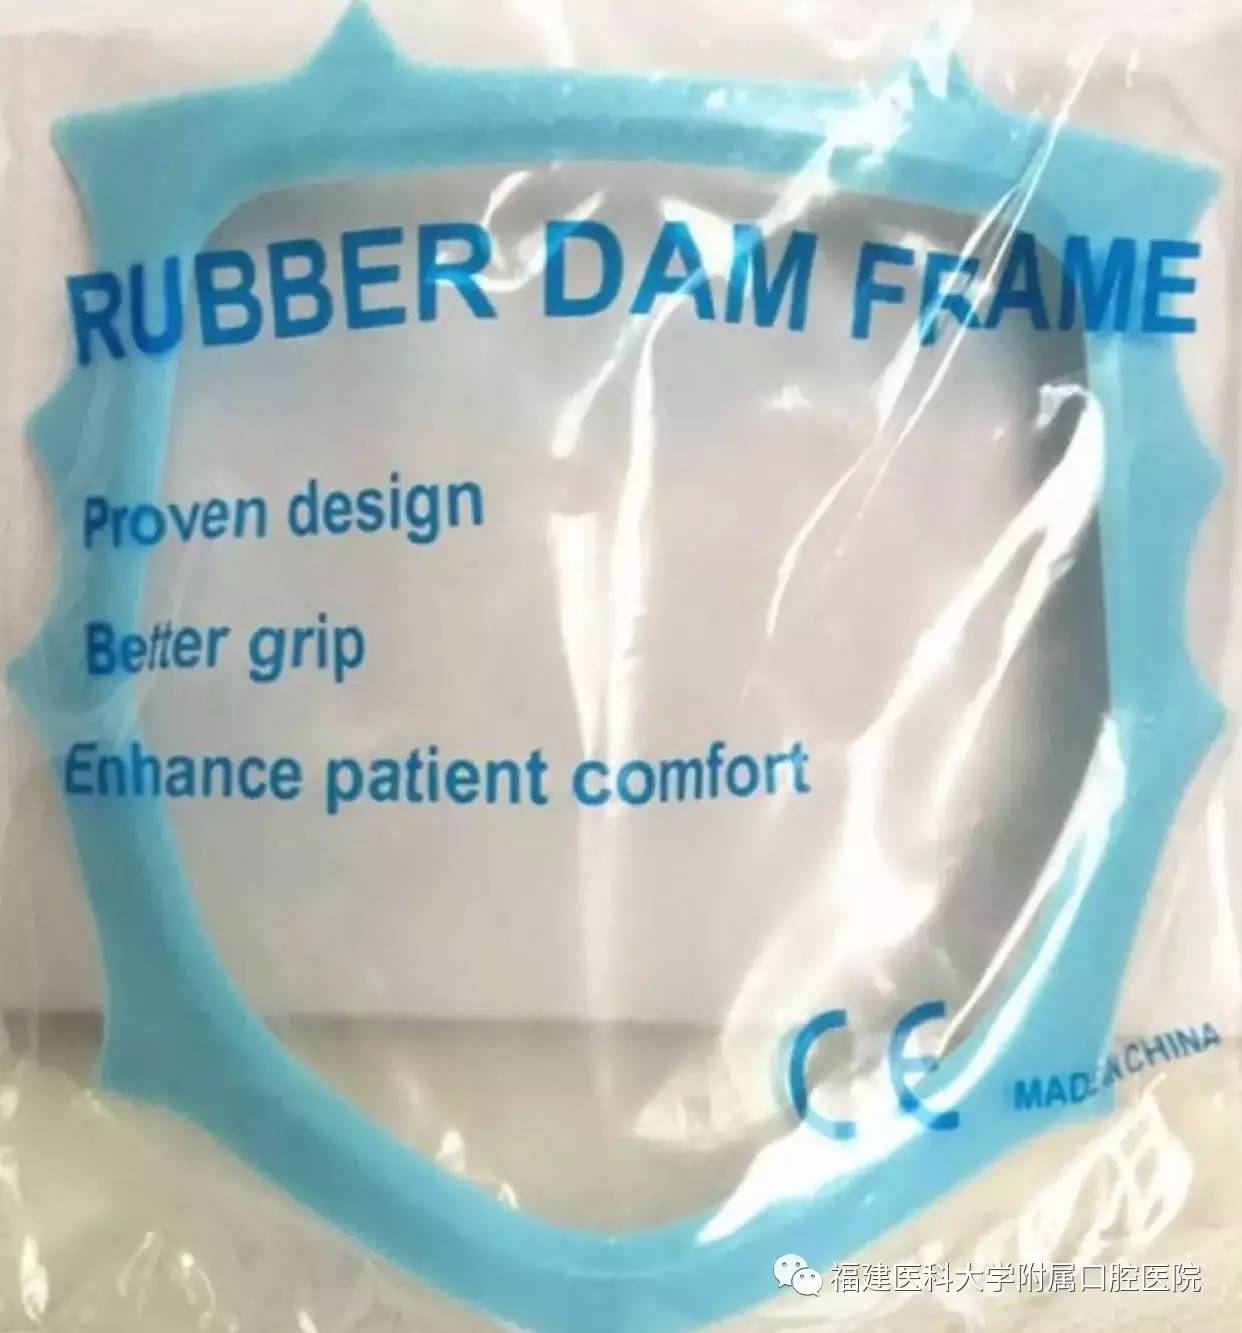 RUBBER DAM FRAME
Proven design
Better grip
Enhance patient comfort
CE
MADE IN CHINA
福建医科大学附属口腔医院